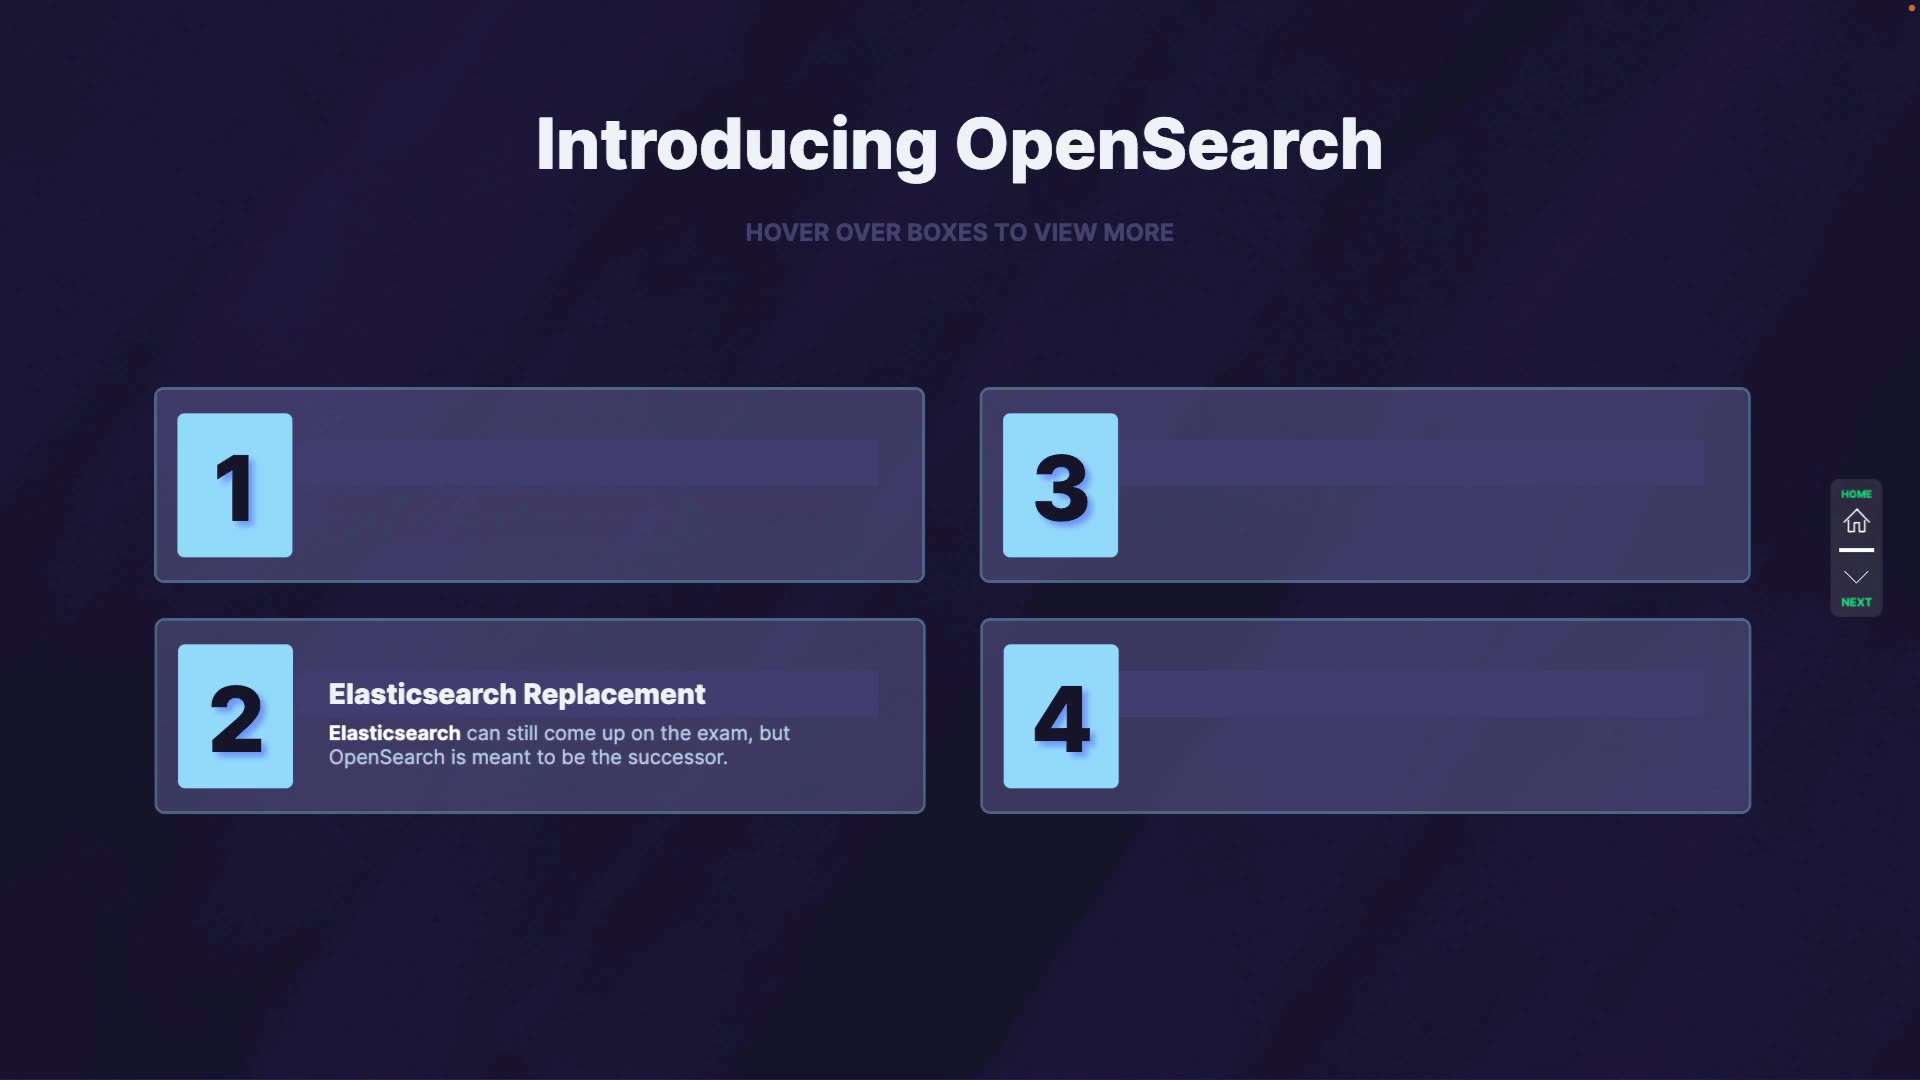 Introducing OpenSearch
HOVER OVER BOXES TO VIEW MORE
1
2
Elasticsearch Replacement
Elasticsearch can still come up on the exam, but
OpenSearch is meant to be the successor.
3
4
HOME
NEXT